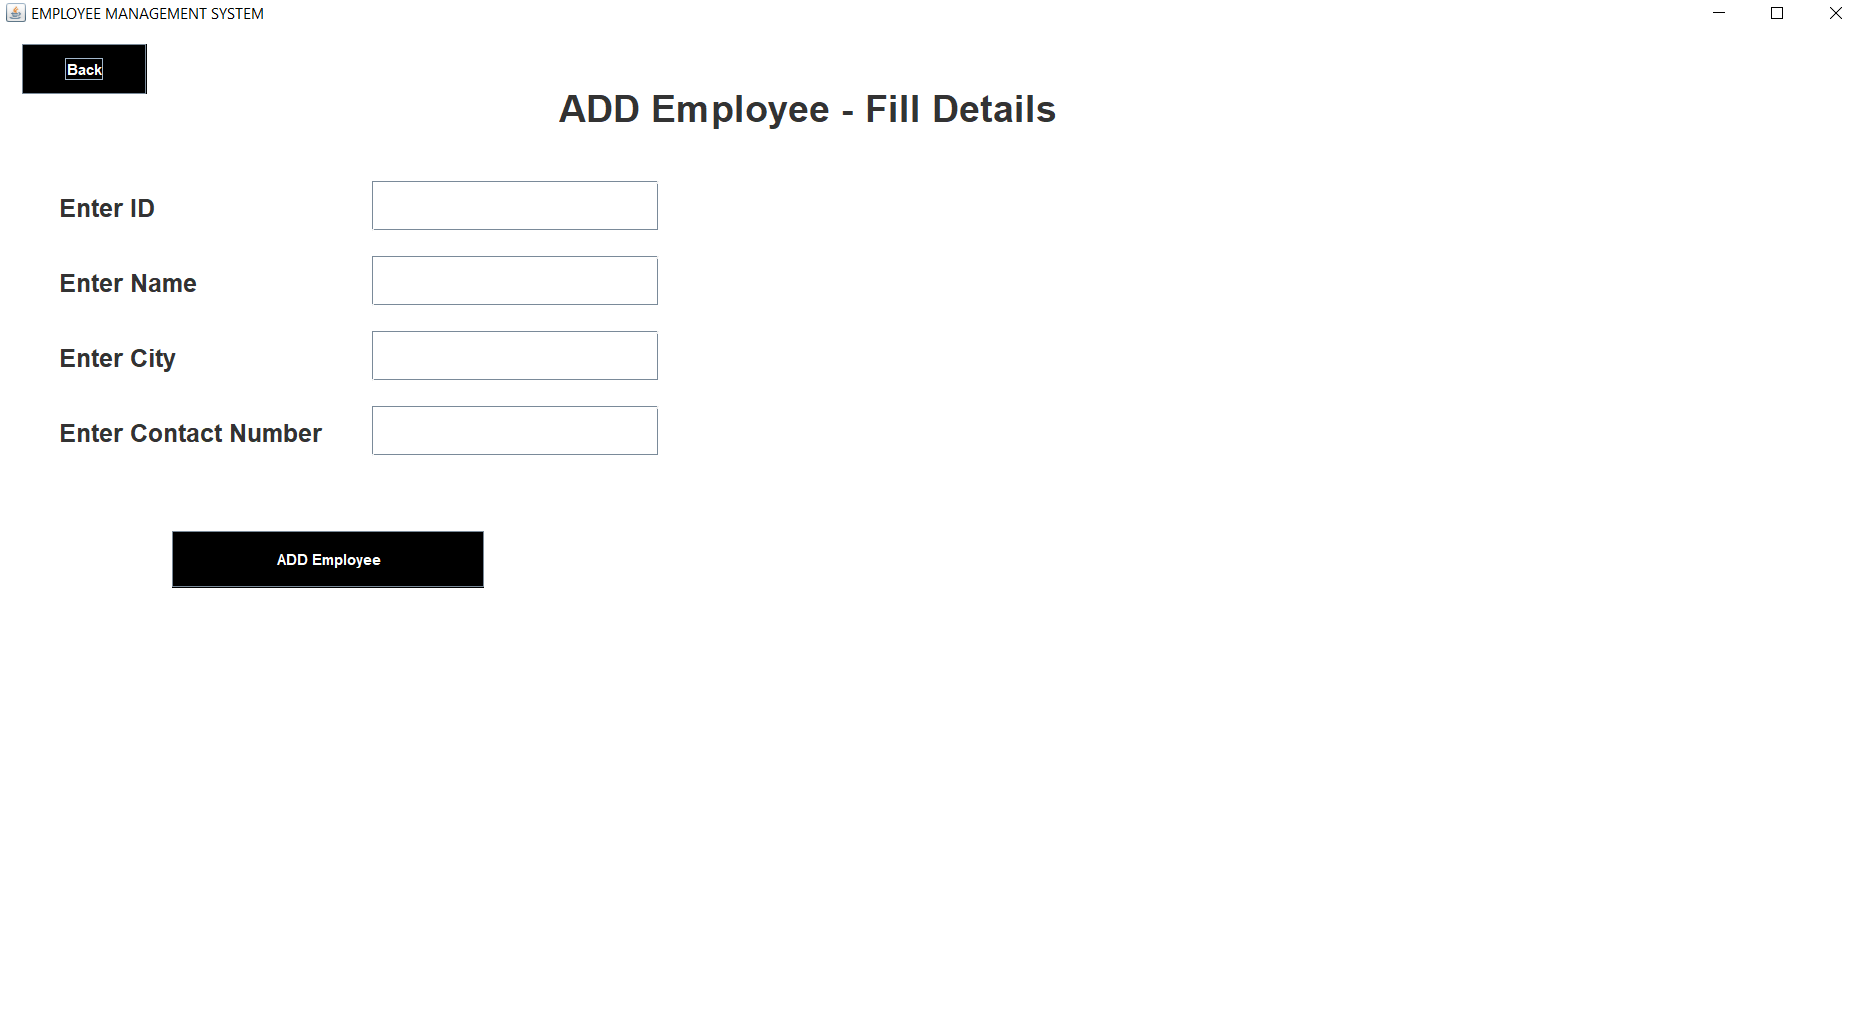 EMPLOYEE MANAGEMENT SYSTEM
Back
ADD Employee - Fill Details
Enter ID
Enter Name
Enter City
Enter Contact Number
ADD Employee